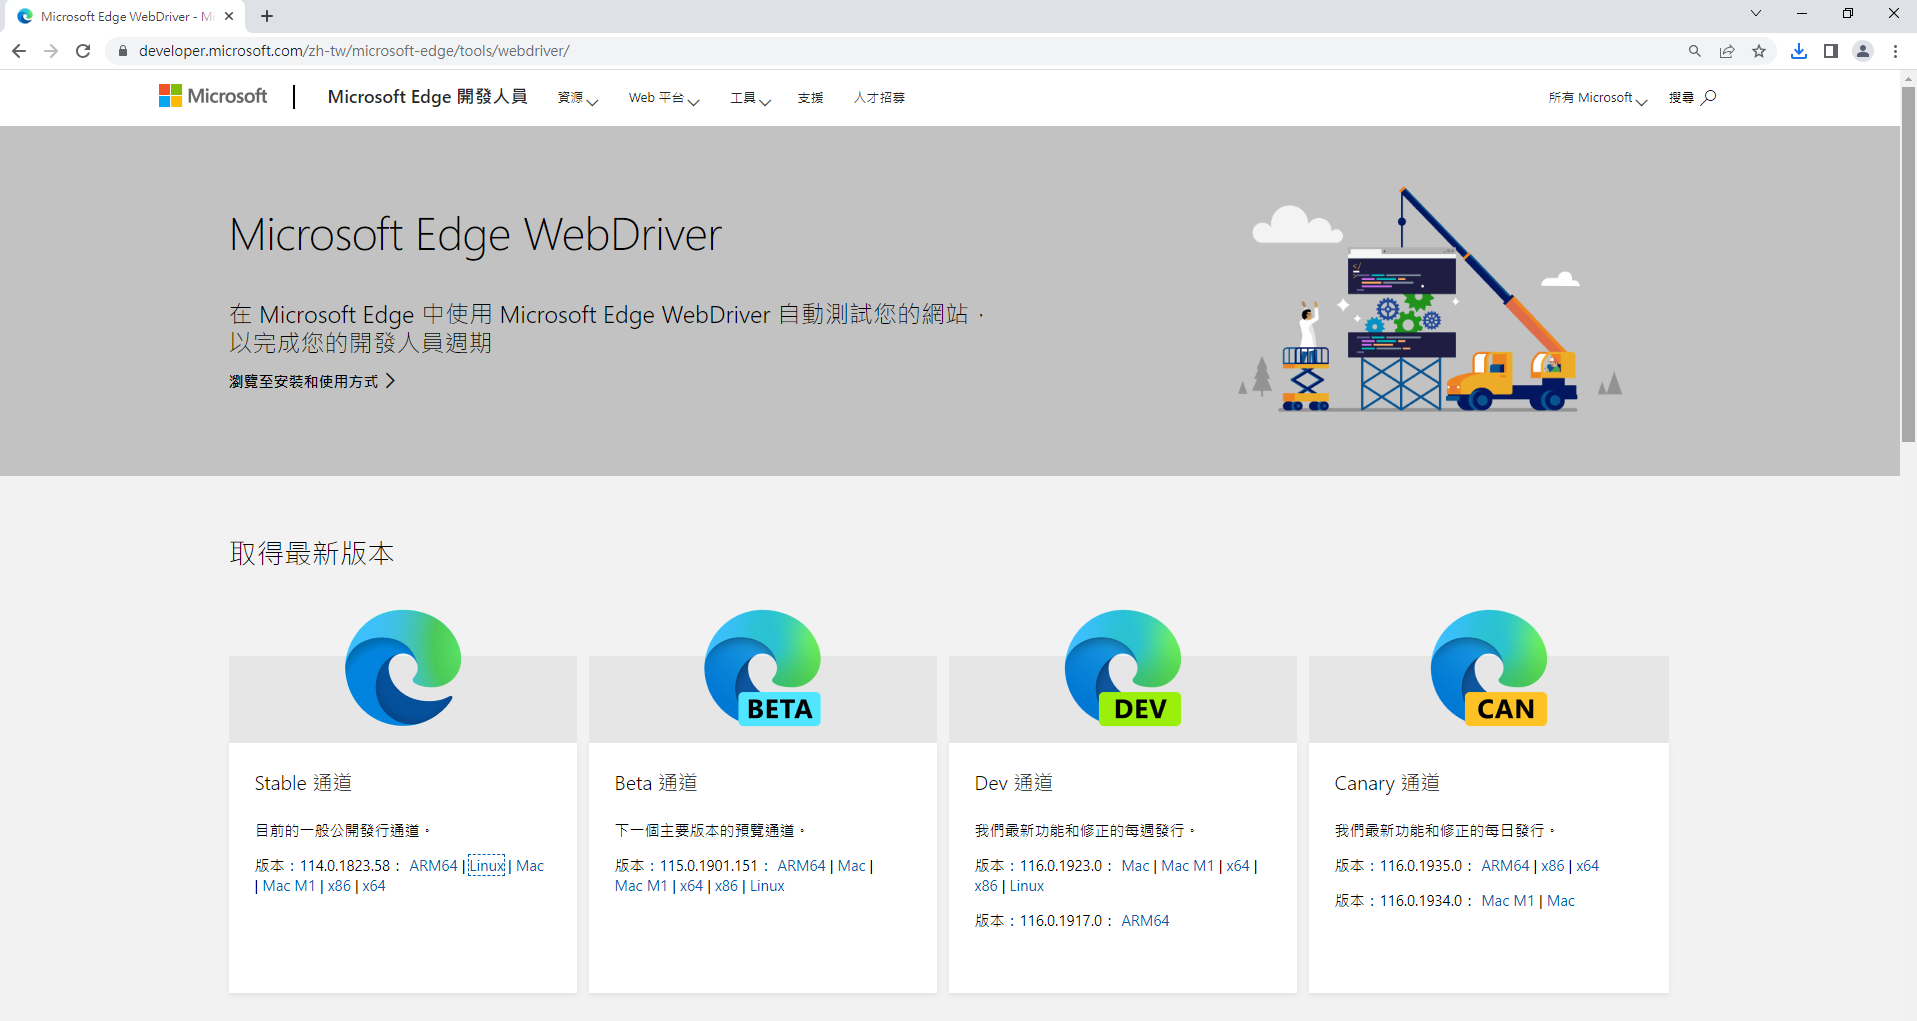 Microsoft Edge WebDriver - Mi
developer.microsoft.com/zh-tw/microsoft-edge/tools/webdriver/
Microsoft Microsoft Edge 開發人員 資源 Web 平台 工具 支援 人才招募 所有 Microsoft 搜尋
Microsoft Edge WebDriver
在 Microsoft Edge 中使用 Microsoft Edge WebDriver 自動測試您的網站，
以完成您的開發人員週期
瀏覽至安裝和使用方式
取得最新版本
BETA
DEV
CAN
Stable 通道
目前的一般公開發行通道。
版本：114.0.1823.58： ARM64 | Linux | Mac
| Mac M1 | x86 | x64
Beta 通道
下一個主要版本的預覽通道。
版本：115.0.1901.151： ARM64 | Mac |
Mac M1 | x64 | x86 | Linux
Dev 通道
我們最新功能和修正的每週發行。
版本：116.0.1923.0： Mac | Mac M1 | x64 |
x86 | Linux
版本：116.0.1917.0： ARM64
Canary 通道
我們最新功能和修正的每日發行。
版本：116.0.1935.0： ARM64 | x86 | x64
版本：116.0.1934.0： Mac M1 | Mac